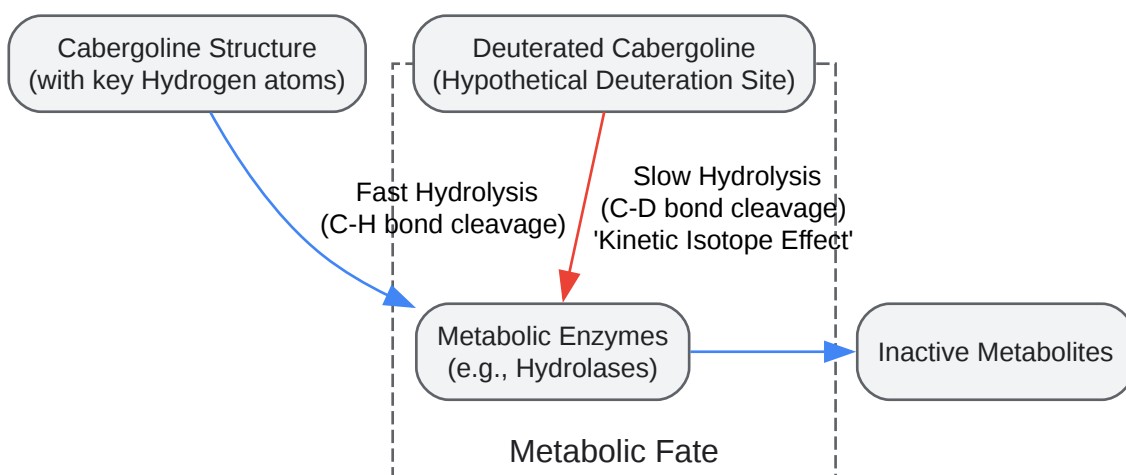 Cabergoline Structure
(with key Hydrogen atoms)
Deuterated Cabergoline
(Hypothetical Deuteration Site)
Fast Hydrolysis
(C-H bond cleavage)
Slow Hydrolysis
(C-D bond cleavage)
'Kinetic Isotope Effect'
Metabolic Enzymes
(e.g., Hydrolases)
Inactive Metabolites
Metabolic Fate